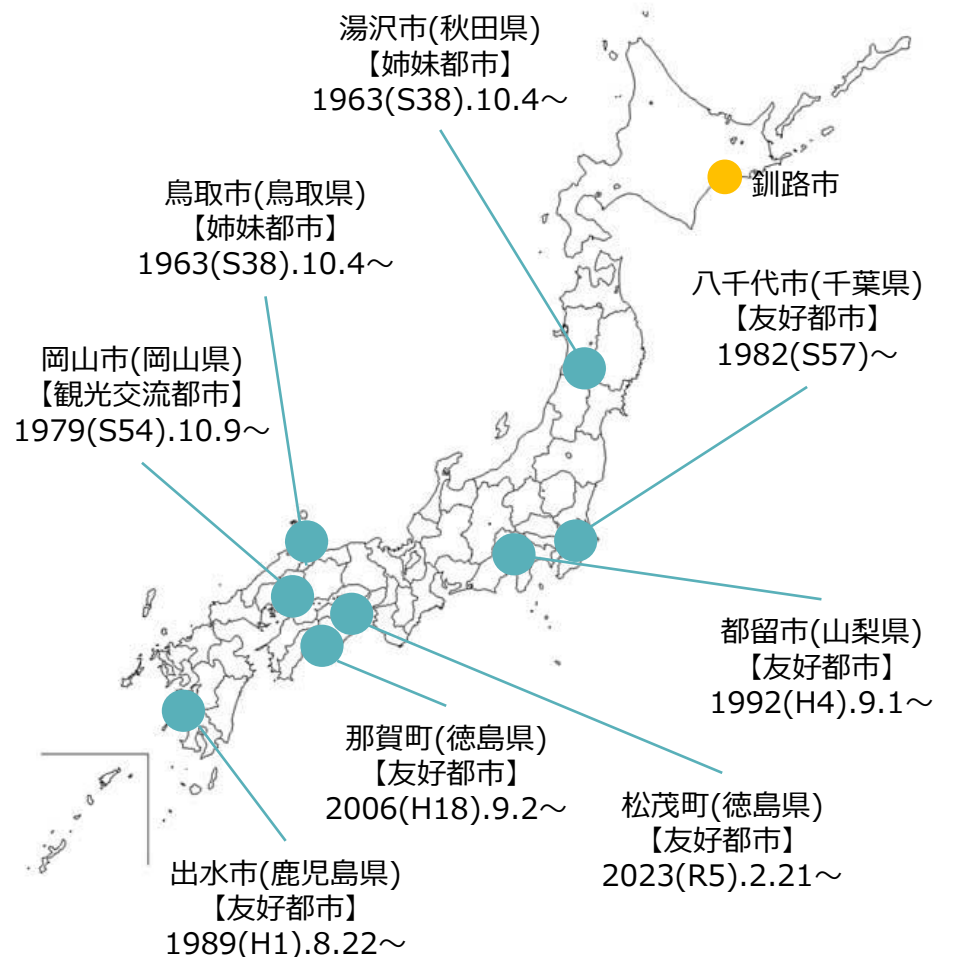 湯沢市(秋田県)
【姉妹都市】
1963(S38).10.4～
釧路市
鳥取市(鳥取県)
【姉妹都市】
1963(S38).10.4～
八千代市(千葉県)
【友好都市】
1982(S57)～
岡山市(岡山県)
【観光交流都市】
1979(S54).10.9～
都留市(山梨県)
【友好都市】
1992(H4).9.1～
那賀町(徳島県)
【友好都市】
2006(H18).9.2～
松茂町(徳島県)
【友好都市】
2023(R5).2.21～
出水市(鹿児島県)
【友好都市】
1989(H1).8.22～